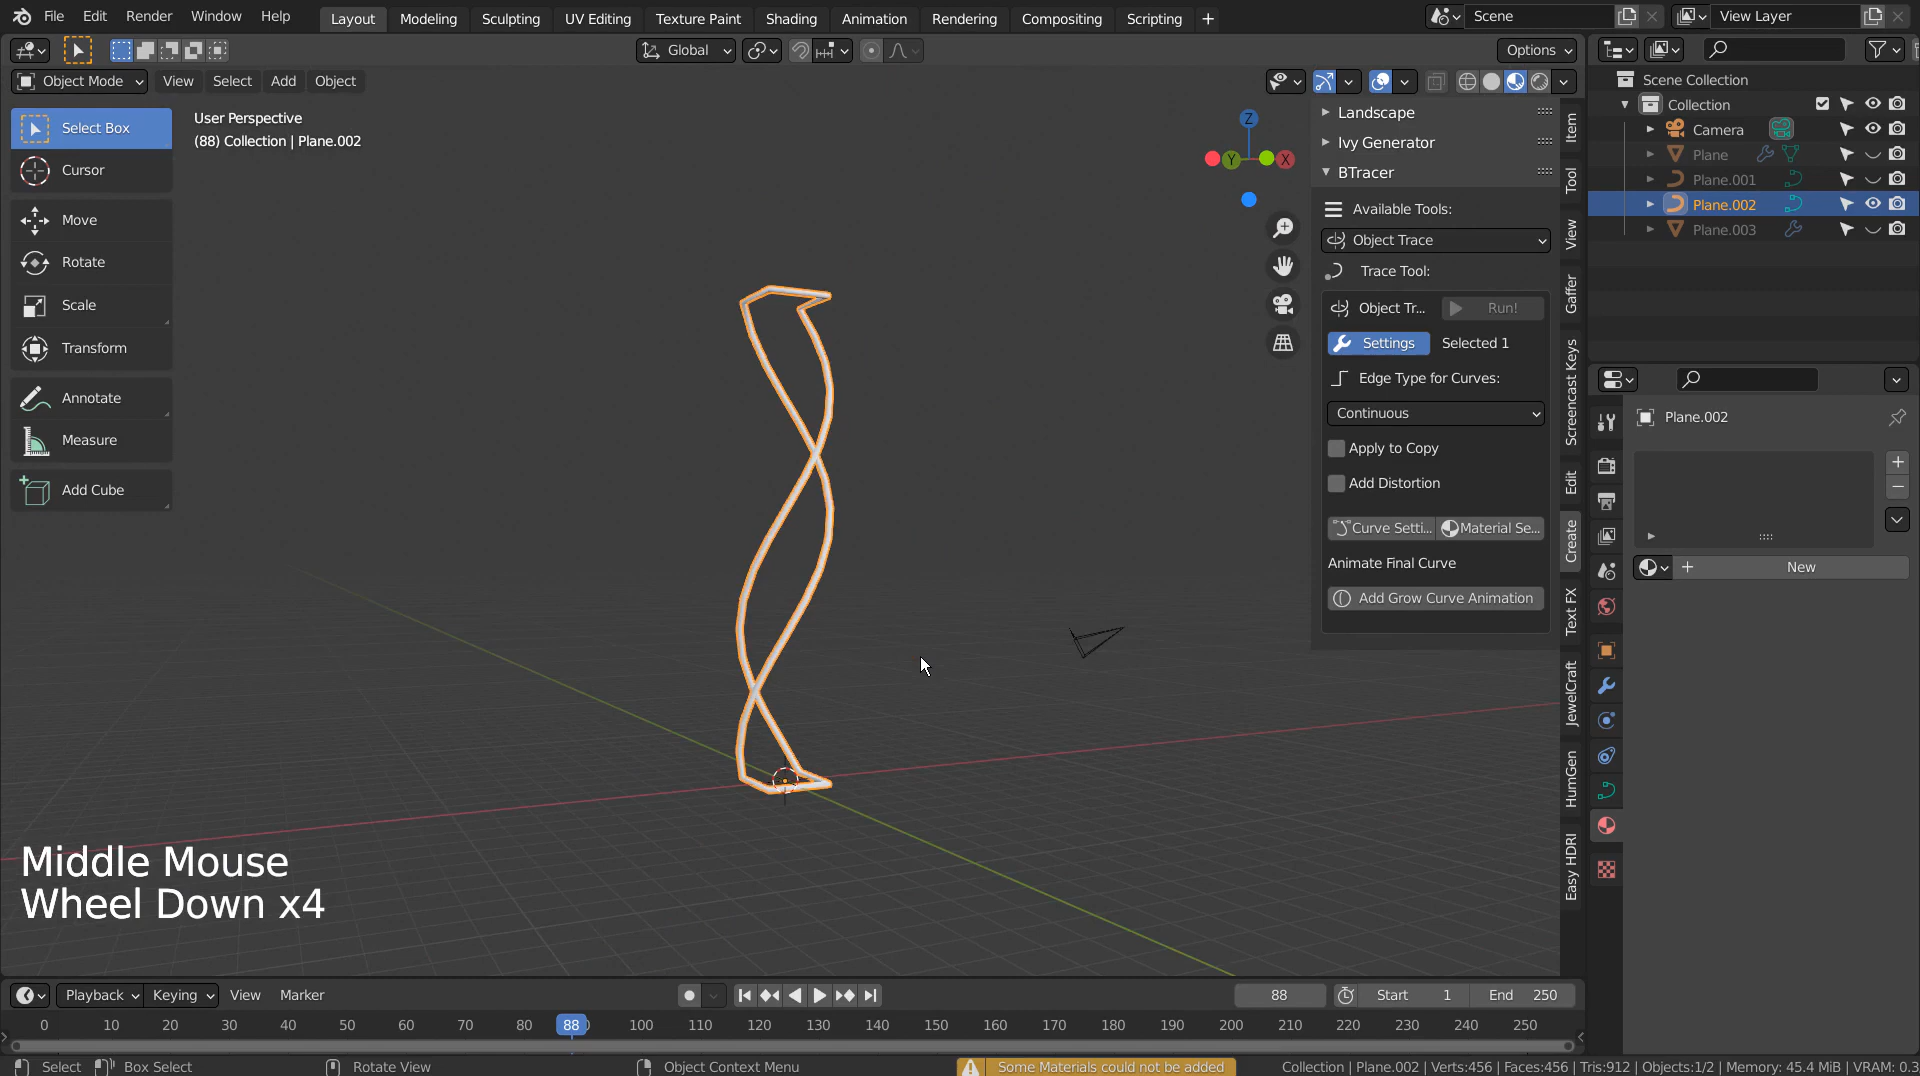 File Edit Render Window Help Layout Modeling Sculpting UV Editing Texture Paint Shading Animation Rendering Compositing Scripting + Scene View Layer
Global Options
Object Mode View Select Add Object
Select Box
Cursor
Move
Rotate
Scale
Transform
Annotate
Measure
Add Cube
User Perspective
(88) Collection | Plane.002
Z
Y
X
Landscape
Ivy Generator
BTracer
Available Tools:
Object Trace
Trace Tool:
Object Tr... Run!
Settings Selected 1
Edge Type for Curves:
Continuous
Apply to Copy
Add Distortion
Curve Setti... Material Se...
Animate Final Curve
Add Grow Curve Animation
Item
Tool
View
Gaffer
Screencast Keys
Edit
Create
Text FX
JewelCraft
HumGen
Easy HDRI
Scene Collection
Collection
Camera
Plane
Plane.001
Plane.002
Plane.003
Plane.002
+
−
+ New
Middle Mouse
Wheel Down x4
Playback Keying View Marker 88 Start 1 End 250
0 10 20 30 40 50 60 70 80 88 100 110 120 130 140 150 160 170 180 190 200 210 220 230 240 250
Select Box Select Rotate View Object Context Menu Some Materials could not be added Collection | Plane.002 | Verts:456 | Faces:456 | Tris:912 | Objects:1/2 | Memory: 45.4 MiB | VRAM: 0.3